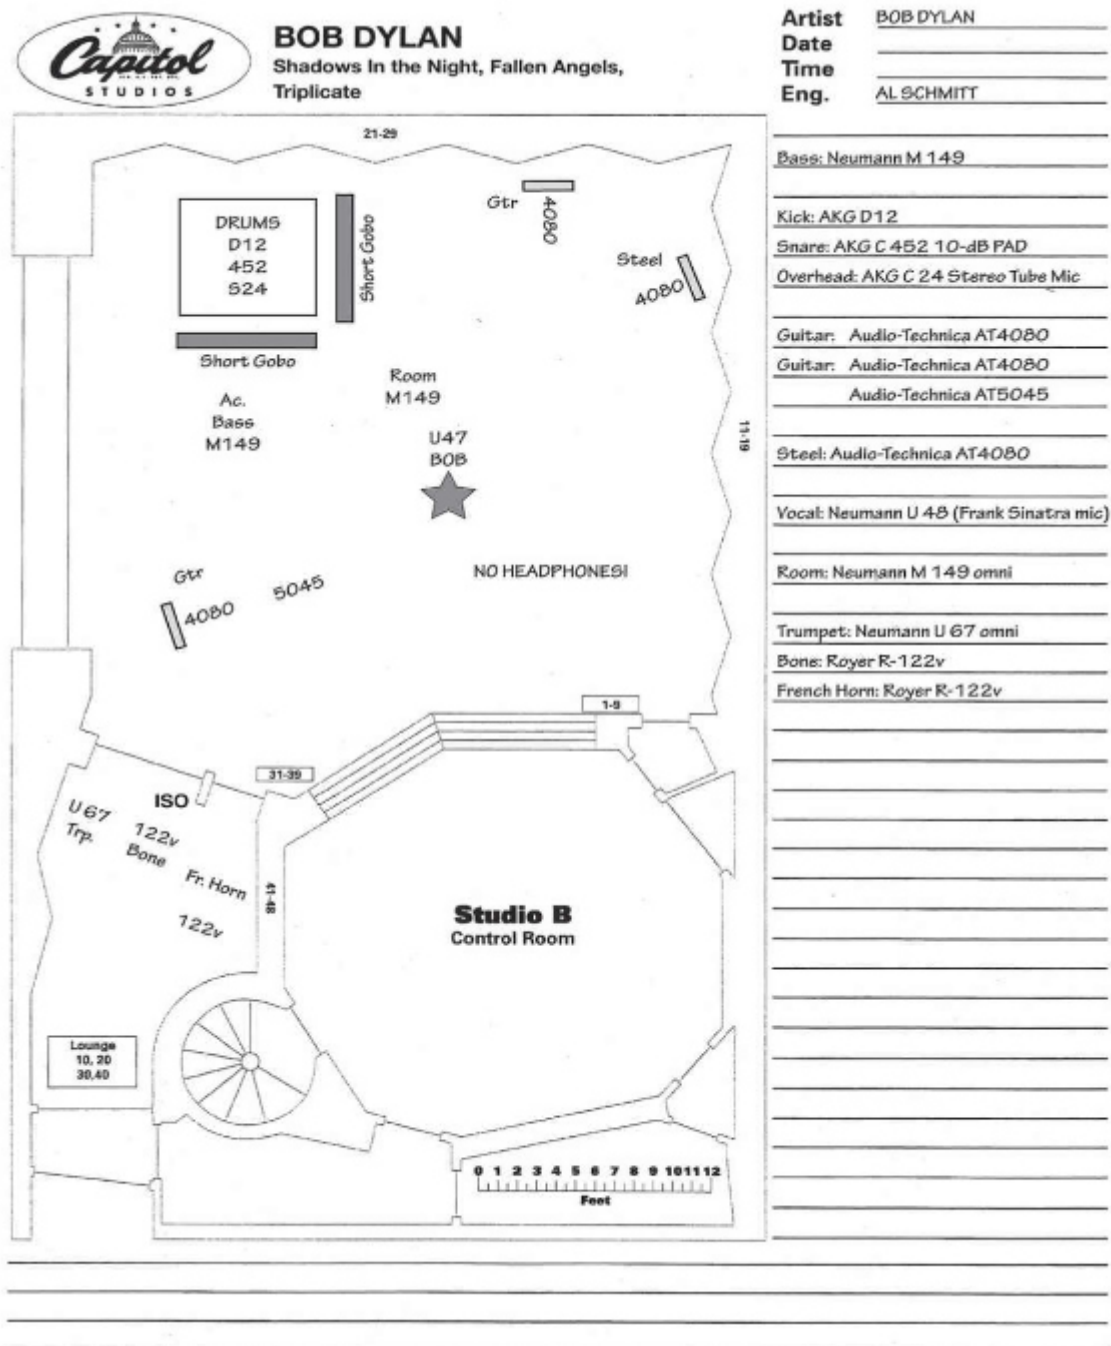 Capitol
STUDIOS
BOB DYLAN
Shadows In the Night, Fallen Angels,
Triplicate
Artist BOB DYLAN
Date
Time
Eng. AL SCHMITT
21-29
DRUMS
D12
452
S24
Short Gobo
Short Gobo
Gtr
4080
Steel
4080
Room
M149
Ac.
Bass
M149
U47
BOB
11-19
Gtr
4080
5045
NO HEADPHONES!
1-9
31-39
ISO
U 67
Trp.
122v
Bone
Fr. Horn
122v
41-48
Studio B
Control Room
Lounge
10, 20
30,40
0 1 2 3 4 5 6 7 8 9 10 11 12
Feet
Bass: Neumann M 149
Kick: AKG D12
Snare: AKG C 452 10-dB PAD
Overhead: AKG C 24 Stereo Tube Mic
Guitar: Audio-Technica AT4080
Guitar: Audio-Technica AT4080
Audio-Technica AT5045
Steel: Audio-Technica AT4080
Vocal: Neumann U 48 (Frank Sinatra mic)
Room: Neumann M 149 omni
Trumpet: Neumann U 67 omni
Bone: Royer R-122v
French Horn: Royer R-122v